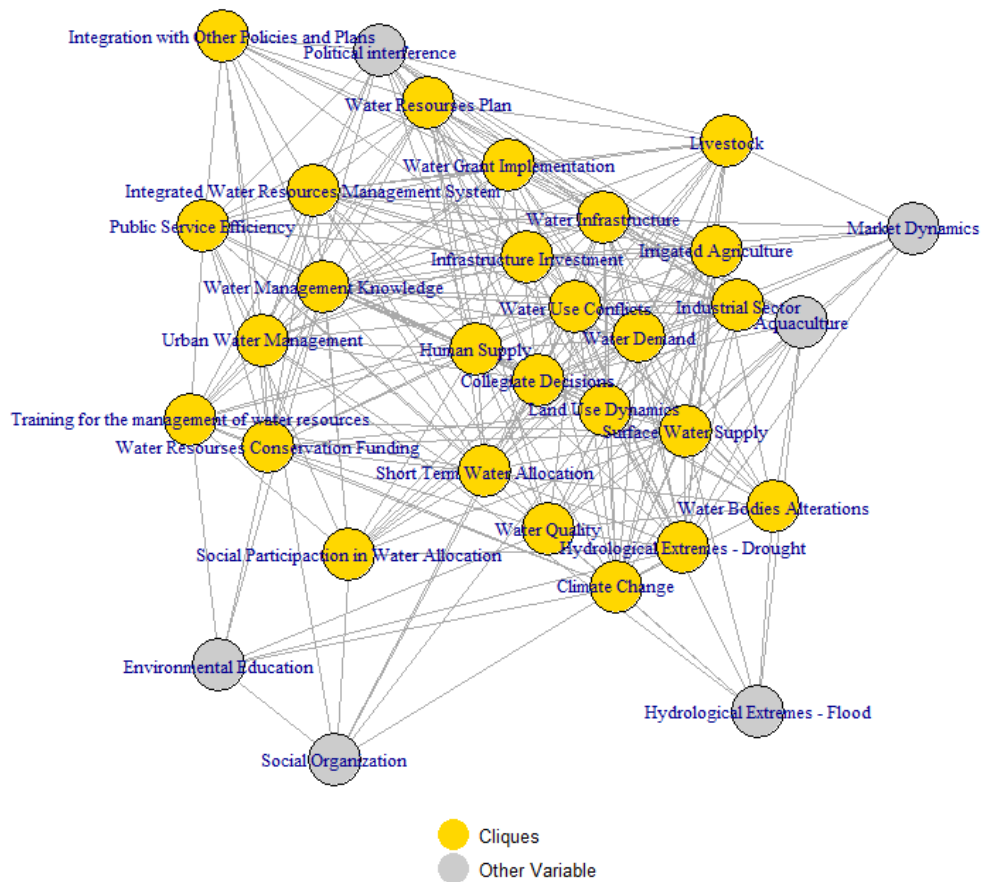 Integration with Other Policies and Plans
Political interference
Water Resourses Plan
Livestock
Water Grant Implementation
Integrated Water Resources Management System
Public Service Efficiency
Water Infrastructure
Market Dynamics
Irrigated Agriculture
Infrastructure Investment
Water Management Knowledge
Water Use Conflicts
Industrial Sector
Aquaculture
Urban Water Management
Water Demand
Human Supply
Collegiate Decisions
Land Use Dynamics
Training for the management of water resources
Surface Water Supply
Water Resourses Conservation Funding
Short Term Water Allocation
Water Bodies Alterations
Water Quality
Hydrological Extremes - Drought
Social Participaction in Water Allocation
Climate Change
Environmental Education
Hydrological Extremes - Flood
Social Organization
Cliques
Other Variable